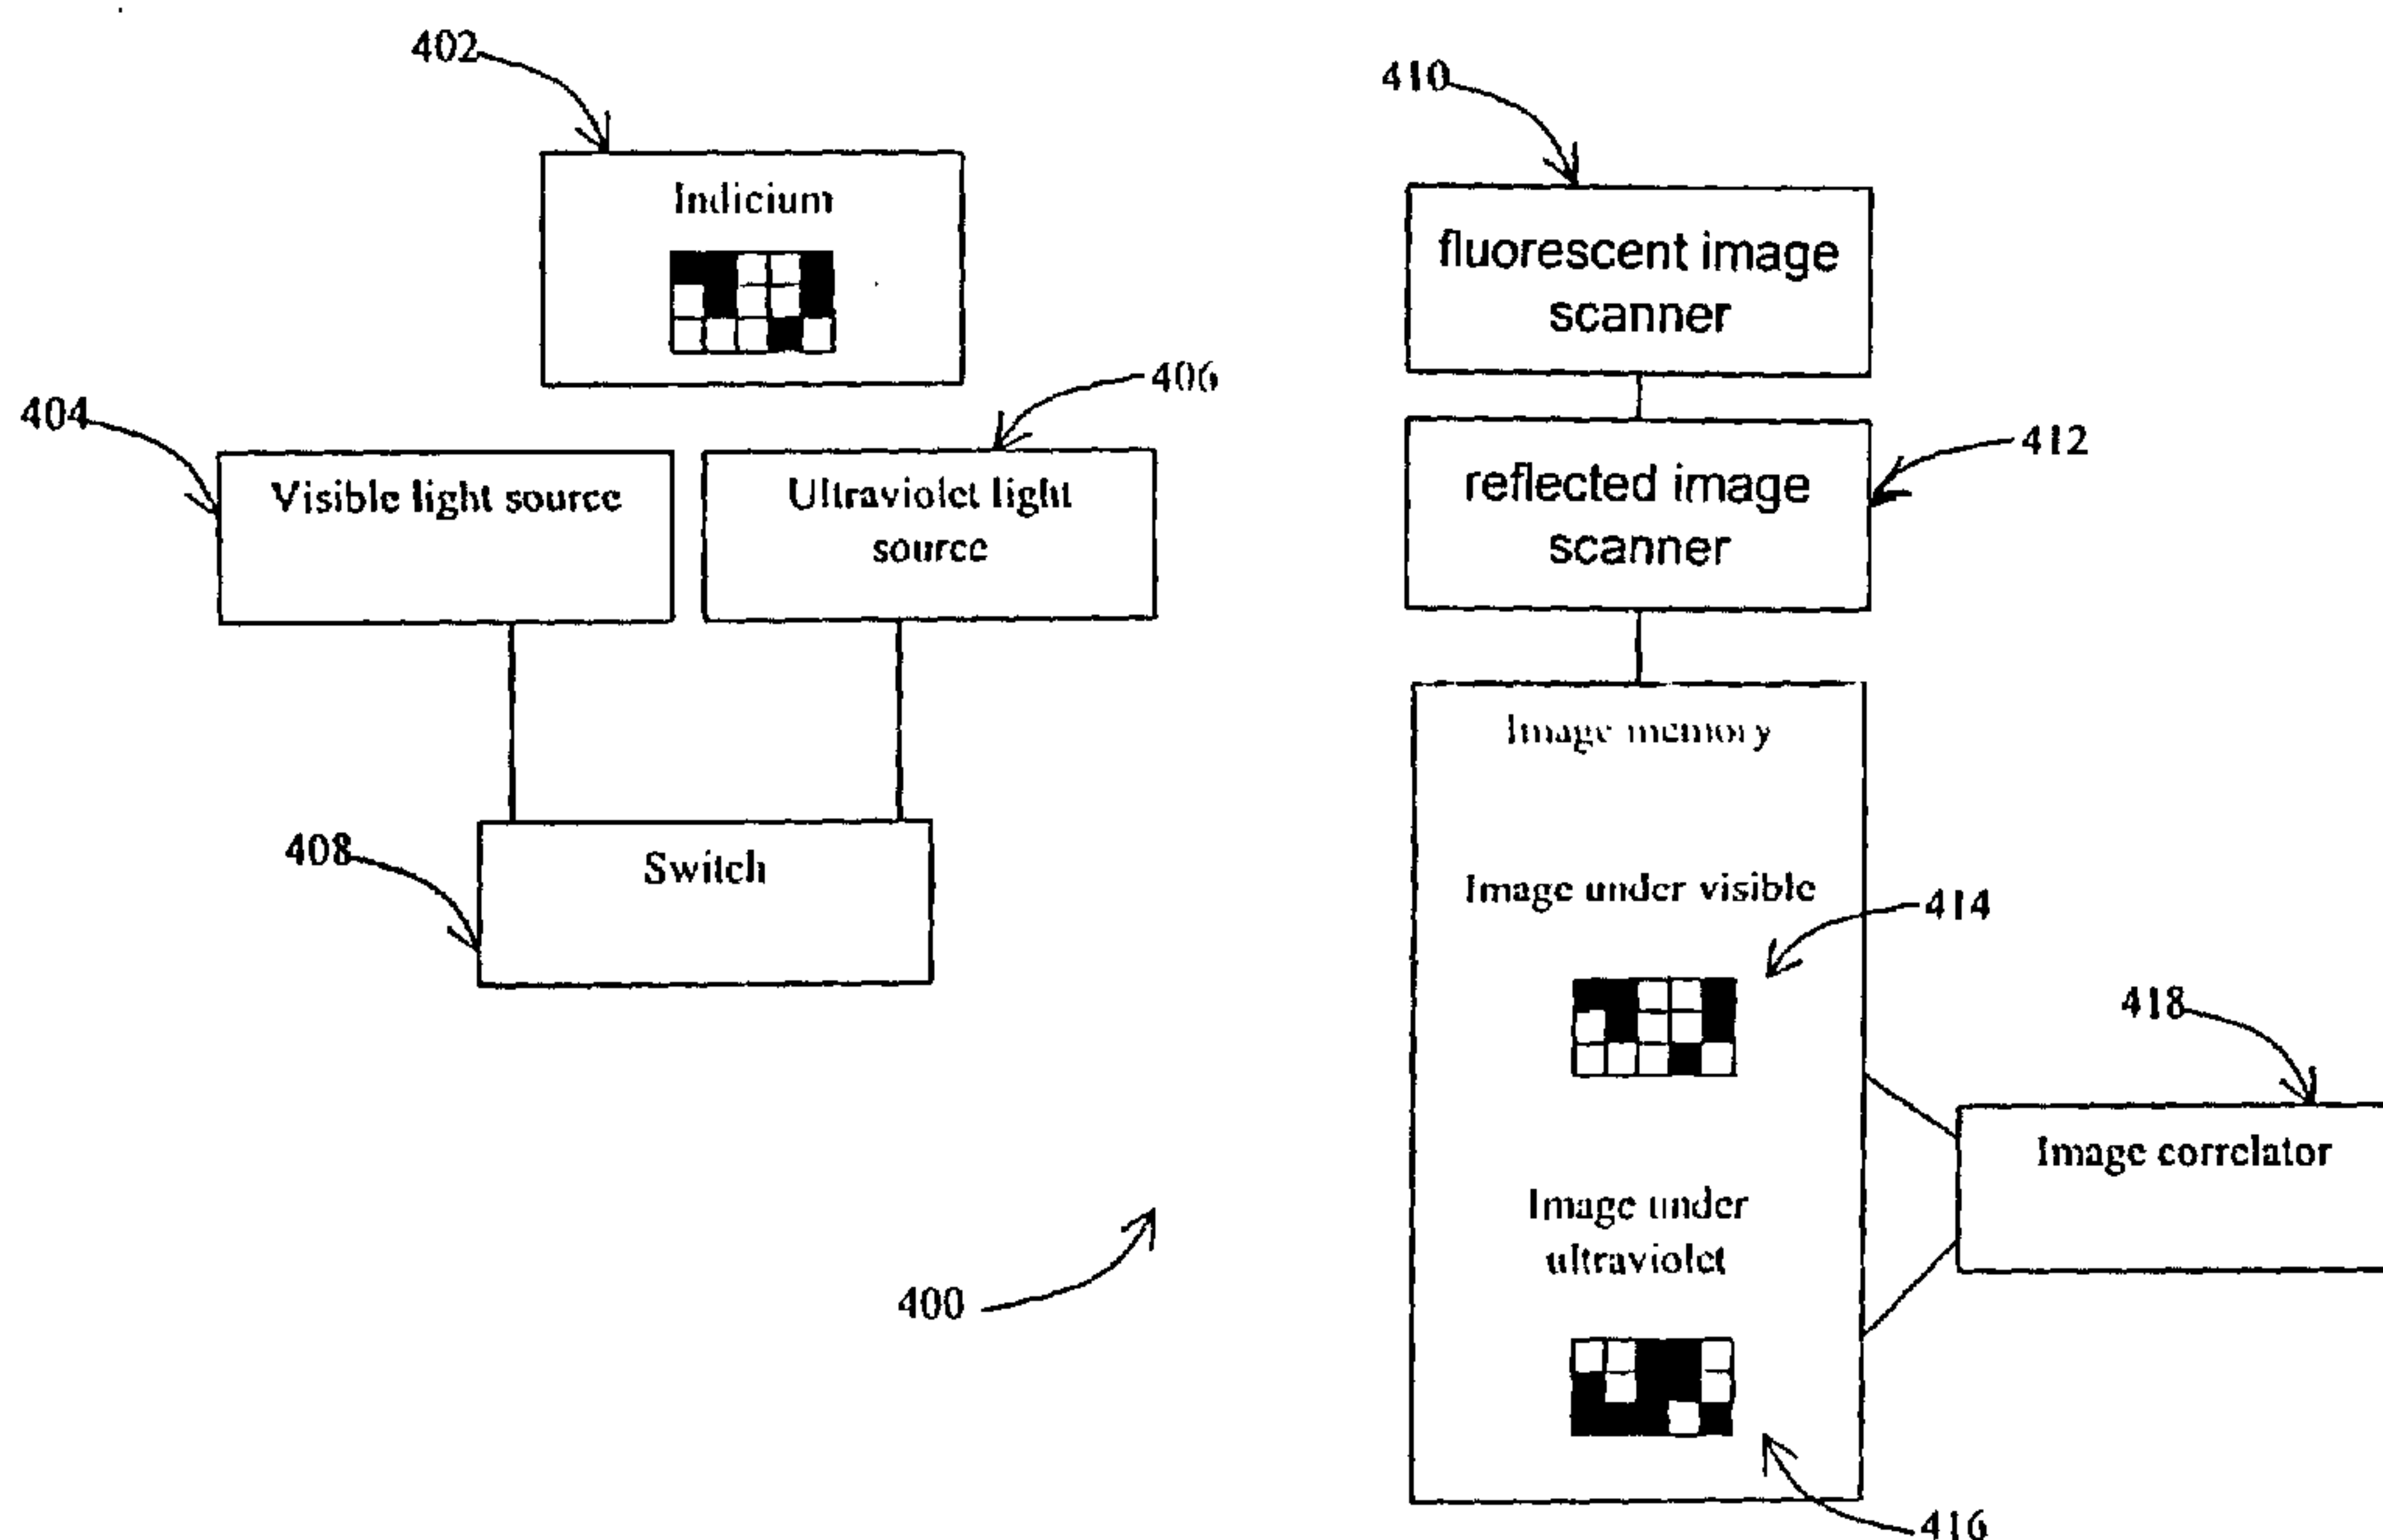 402
Indicium
404
406
Visible light source
Ultraviolet light
source
408
Switch
400
410
fluorescent image
scanner
412
reflected image
scanner
Image memory
Image under visible
414
418
Image correlator
Image under
ultraviolet
416